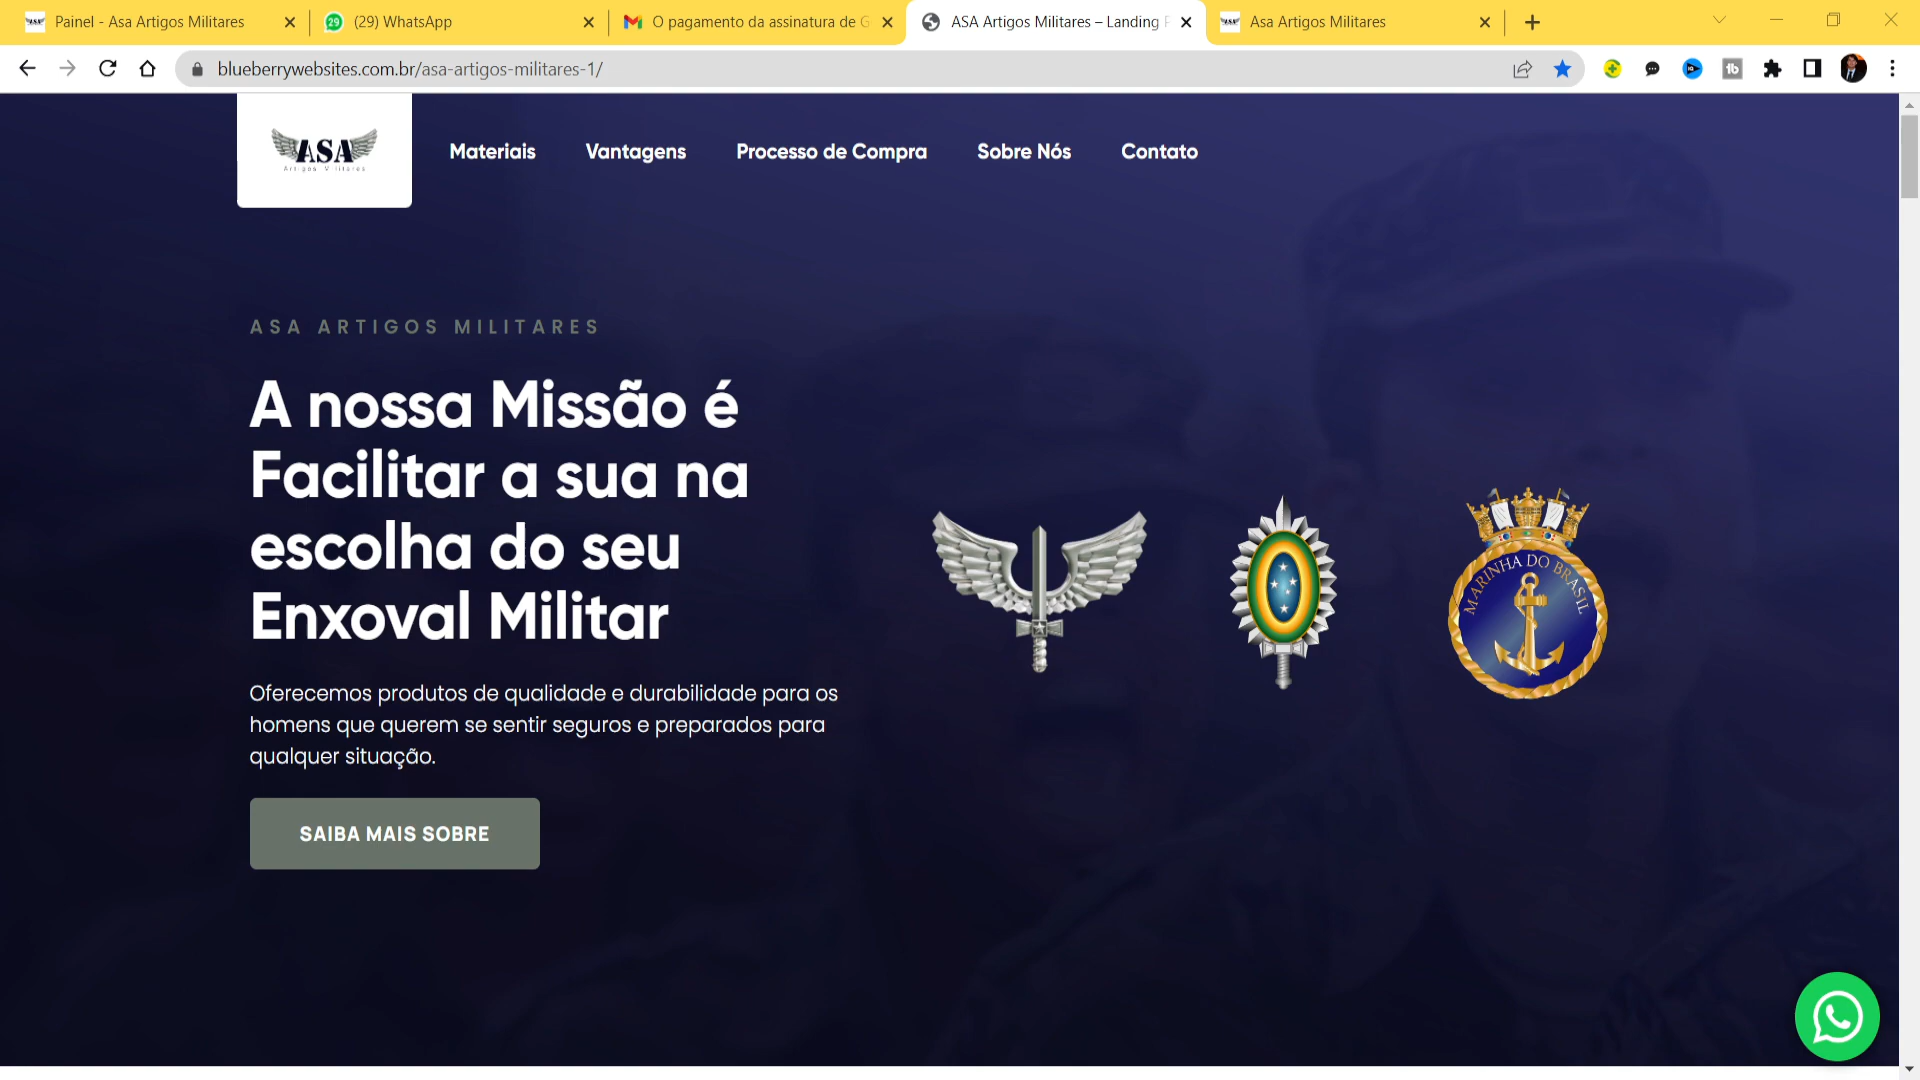 Painel - Asa Artigos Militares
29
(29) WhatsApp
O pagamento da assinatura de G
ASA Artigos Militares – Landing P
Asa Artigos Militares
blueberrywebsites.com.br/asa-artigos-militares-1/
ASA
Artigos Militares
Materiais
Vantagens
Processo de Compra
Sobre Nós
Contato
ASA ARTIGOS MILITARES
A nossa Missão é
Facilitar a sua na
escolha do seu
Enxoval Militar
MARINHA DO BRASIL
Oferecemos produtos de qualidade e durabilidade para os
homens que querem se sentir seguros e preparados para
qualquer situação.
SAIBA MAIS SOBRE